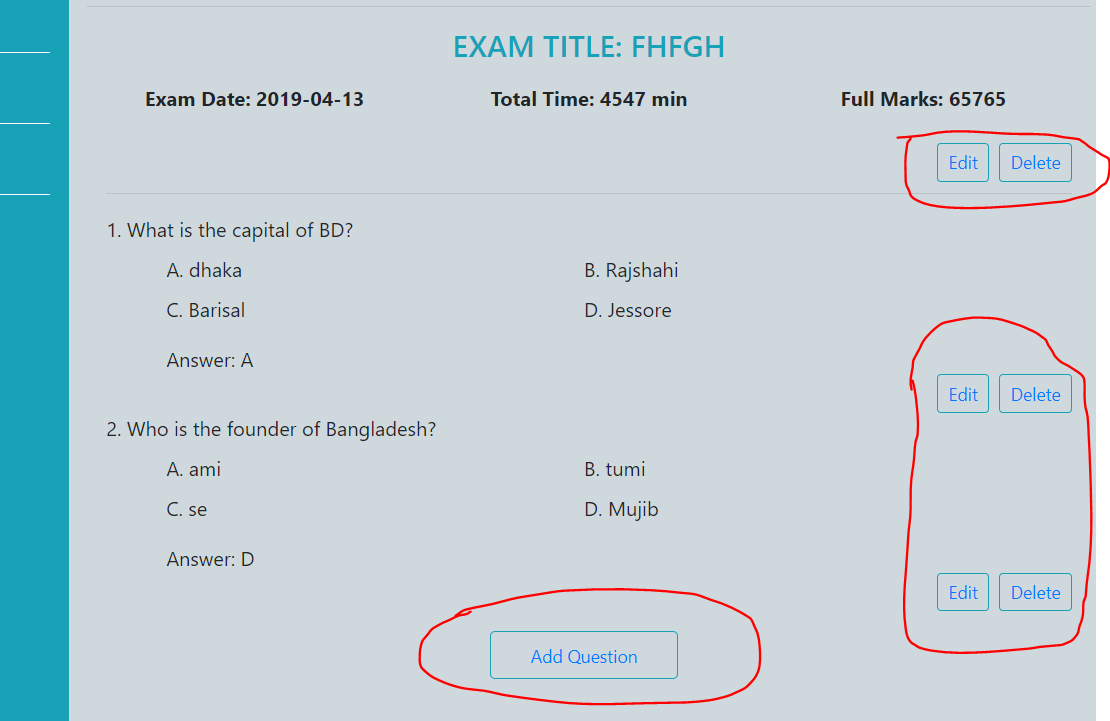 EXAM TITLE: FHFGH
Exam Date: 2019-04-13 Total Time: 4547 min Full Marks: 65765
Edit Delete
1. What is the capital of BD?
A. dhaka B. Rajshahi
C. Barisal D. Jessore
Answer: A
Edit Delete
2. Who is the founder of Bangladesh?
A. ami B. tumi
C. se D. Mujib
Answer: D
Edit Delete
Add Question